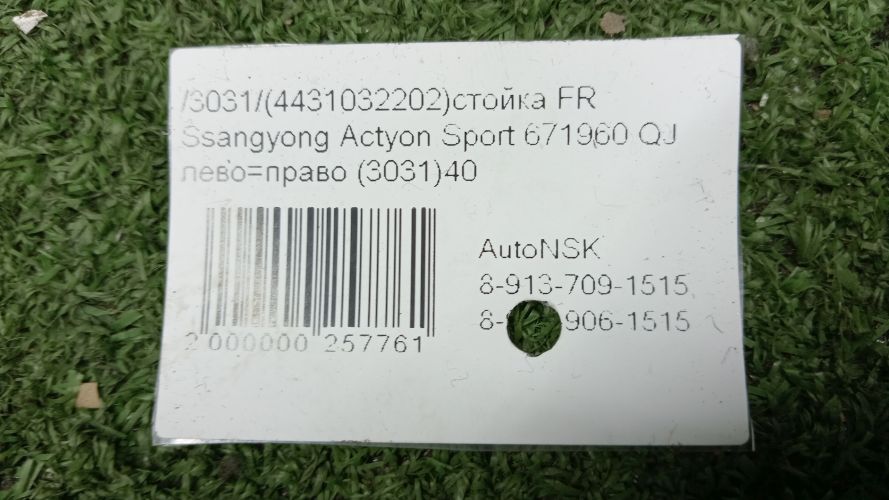 /3031/(4431032202)стойка FR
Ssangyong Actyon Sport 671960 QJ
лево=право (3031)40
AutoNSK
8-913-709-1515
906-1515
2 000000 257761